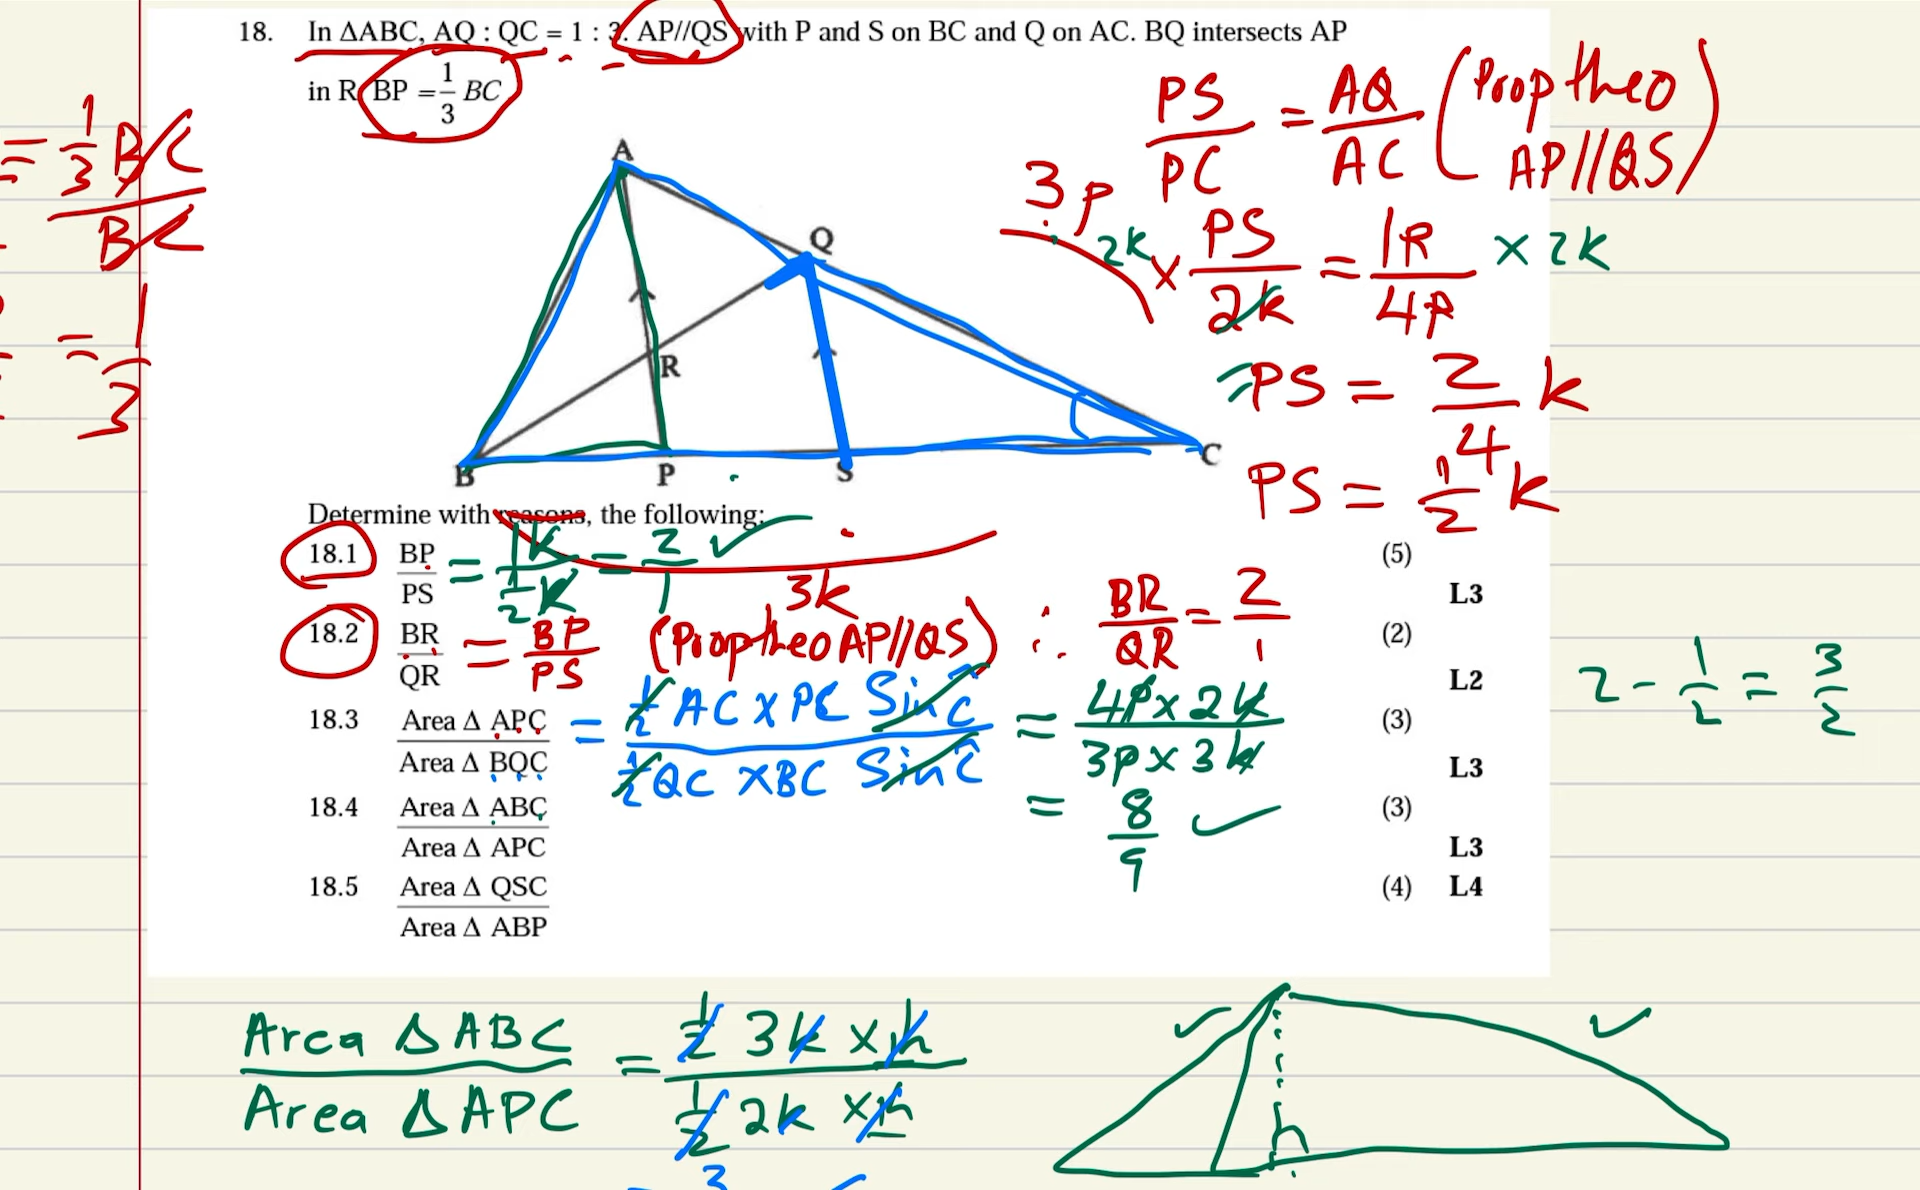 18. In ΔABC, AQ : QC = 1 : 3. AP//QS with P and S on BC and Q on AC. BQ intersects AP
in R. BP = 1/3 BC
= 1/3 BC / BC
= 1/3
PS/PC = AQ/AC (Prop theo AP//QS)
3p
2k × PS/2k = 1P/4P × 2k
PS = 2/4 k
PS = 1/2 k
A
Q
R
B
P
S
C
Determine with reasons, the following:
18.1 BP/PS = 1k / 1/2 k = 2/1 ✓ (5)
L3
3k
18.2 BR/QR = BP/PS (Prop theo AP//QS) ∴ BR/QR = 2/1 (2)
L2
2 - 1/2 = 3/2
18.3 Area Δ APC / Area Δ BQC = 1/2 AC × PC Sin Ĉ / 1/2 QC × BC Sin Ĉ = 4p × 2k / 3p × 3k (3)
L3
= 8/9 ✓
18.4 Area Δ ABC / Area Δ APC (3)
L3
18.5 Area Δ QSC / Area Δ ABP (4) L4
Area Δ ABC / Area Δ APC = 1/2 3k × h / 1/2 2k × h
h
3